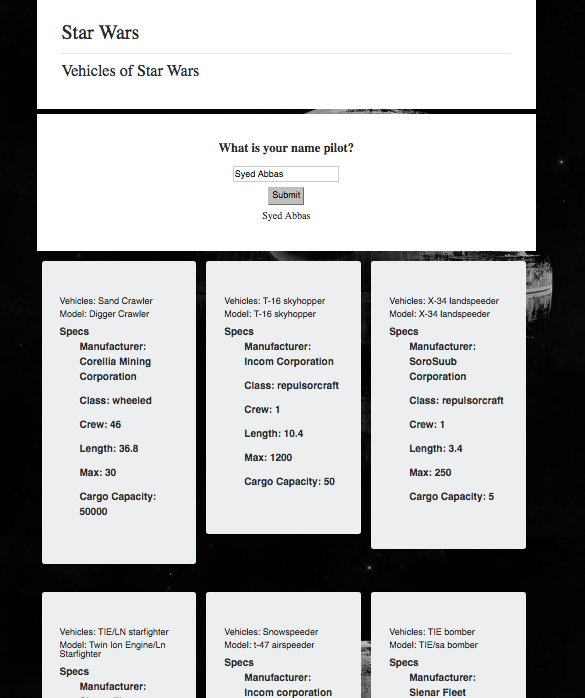 Star Wars
Vehicles of Star Wars
What is your name pilot?
Syed Abbas
Submit
Syed Abbas
Vehicles: Sand Crawler
Model: Digger Crawler
Specs
Manufacturer:
Corellia Mining
Corporation
Class: wheeled
Crew: 46
Length: 36.8
Max: 30
Cargo Capacity:
50000
Vehicles: T-16 skyhopper
Model: T-16 skyhopper
Specs
Manufacturer:
Incom Corporation
Class: repulsorcraft
Crew: 1
Length: 10.4
Max: 1200
Cargo Capacity: 50
Vehicles: X-34 landspeeder
Model: X-34 landspeeder
Specs
Manufacturer:
SoroSuub
Corporation
Class: repulsorcraft
Crew: 1
Length: 3.4
Max: 250
Cargo Capacity: 5
Vehicles: TIE/LN starfighter
Model: Twin Ion Engine/Ln
Starfighter
Specs
Manufacturer:
Vehicles: Snowspeeder
Model: t-47 airspeeder
Specs
Manufacturer:
Incom corporation
Vehicles: TIE bomber
Model: TIE/sa bomber
Specs
Manufacturer:
Sienar Fleet